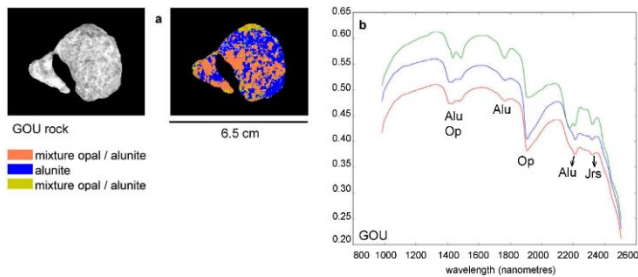 a
GOU rock
6.5 cm
mixture opal / alunite
alunite
mixture opal / alunite
b
0.65
0.60
0.55
0.50
0.45
0.40
0.35
0.30
0.25
0.20
Alu
Op
Alu
Op
Alu
Jrs
GOU
800 1000 1200 1400 1600 1800 2000 2200 2400 2600
wavelength (nanometres)